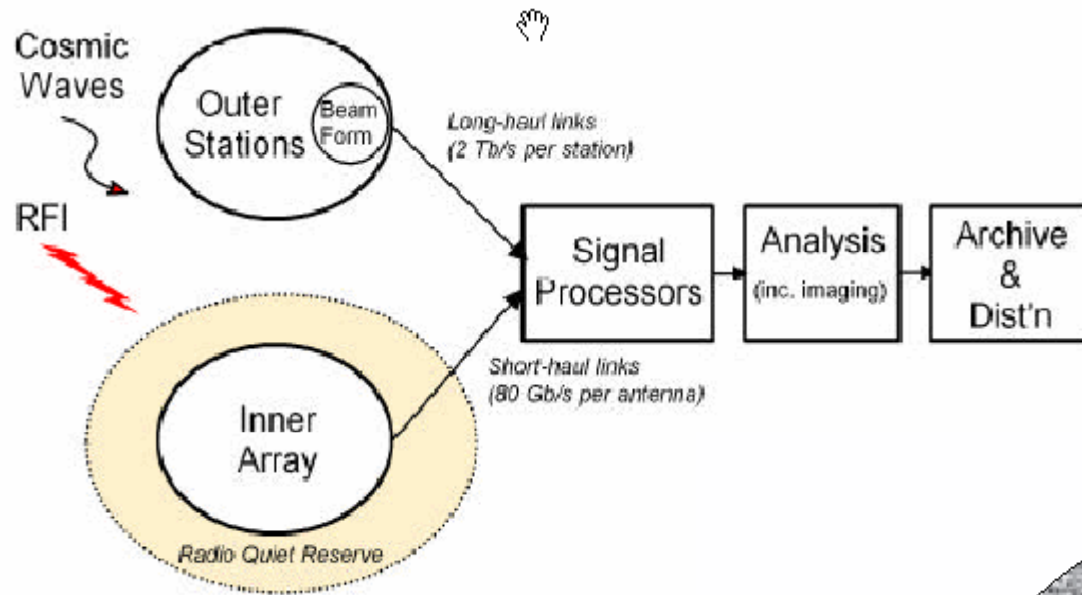 Cosmic
Waves
Outer
Stations
Beam
Form
Long-haul links
(2 Tb/s per station)
RFI
Signal
Processors
Analysis
(inc. imaging)
Archive
&
Dist'n
Short-haul links
(80 Gb/s per antenna)
Inner
Array
Radio Quiet Reserve